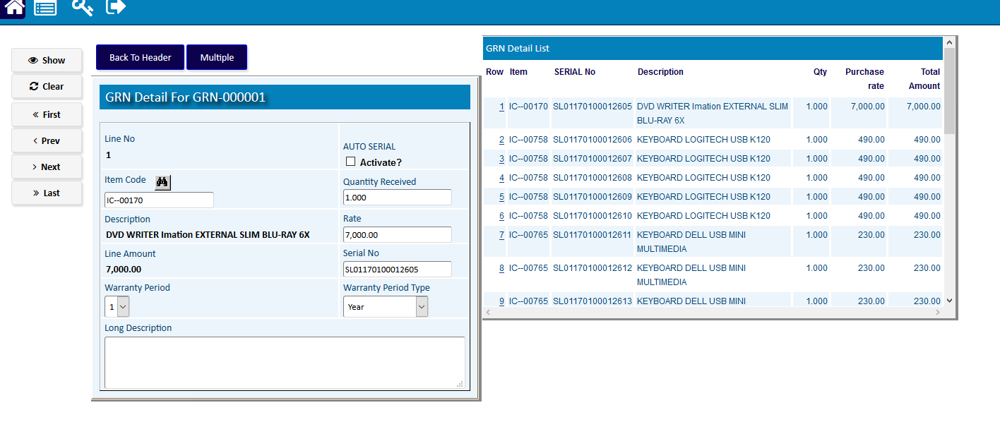 Show
Clear
« First
‹ Prev
› Next
» Last
Back To Header
Multiple
GRN Detail For GRN-000001
Line No
1
AUTO SERIAL
Activate?
Item Code
IC--00170
Quantity Received
1.000
Description
DVD WRITER Imation EXTERNAL SLIM BLU-RAY 6X
Rate
7,000.00
Line Amount
7,000.00
Serial No
SL01170100012605
Warranty Period
1
Warranty Period Type
Year
Long Description
GRN Detail List
Row Item SERIAL No Description Qty Purchase rate Total Amount
1 IC--00170 SL01170100012605 DVD WRITER Imation EXTERNAL SLIM 1.000 7,000.00 7,000.00
BLU-RAY 6X
2 IC--00758 SL01170100012606 KEYBOARD LOGITECH USB K120 1.000 490.00 490.00
3 IC--00758 SL01170100012607 KEYBOARD LOGITECH USB K120 1.000 490.00 490.00
4 IC--00758 SL01170100012608 KEYBOARD LOGITECH USB K120 1.000 490.00 490.00
5 IC--00758 SL01170100012609 KEYBOARD LOGITECH USB K120 1.000 490.00 490.00
6 IC--00758 SL01170100012610 KEYBOARD LOGITECH USB K120 1.000 490.00 490.00
7 IC--00765 SL01170100012611 KEYBOARD DELL USB MINI 1.000 230.00 230.00
MULTIMEDIA
8 IC--00765 SL01170100012612 KEYBOARD DELL USB MINI 1.000 230.00 230.00
MULTIMEDIA
9 IC--00765 SL01170100012613 KEYBOARD DELL USB MINI 1.000 230.00 230.00